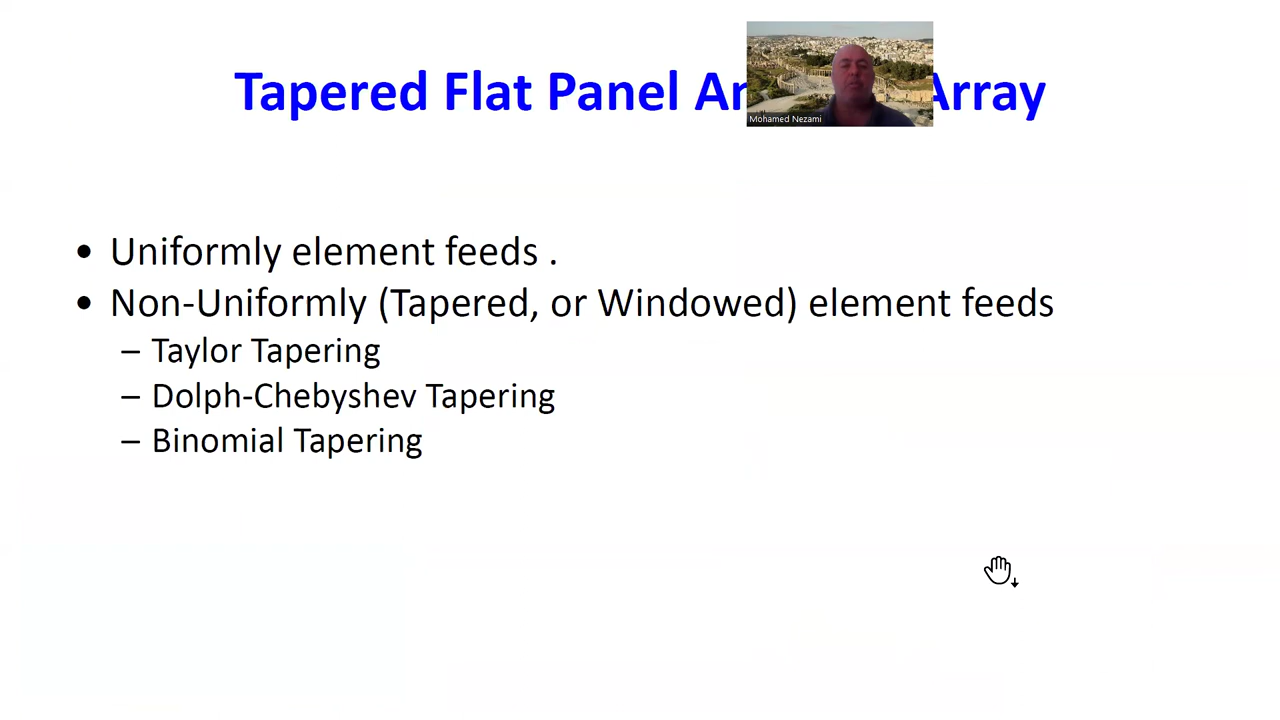 Tapered Flat Panel An Array
Mohamed Nezami
• Uniformly element feeds .
• Non-Uniformly (Tapered, or Windowed) element feeds
– Taylor Tapering
– Dolph-Chebyshev Tapering
– Binomial Tapering